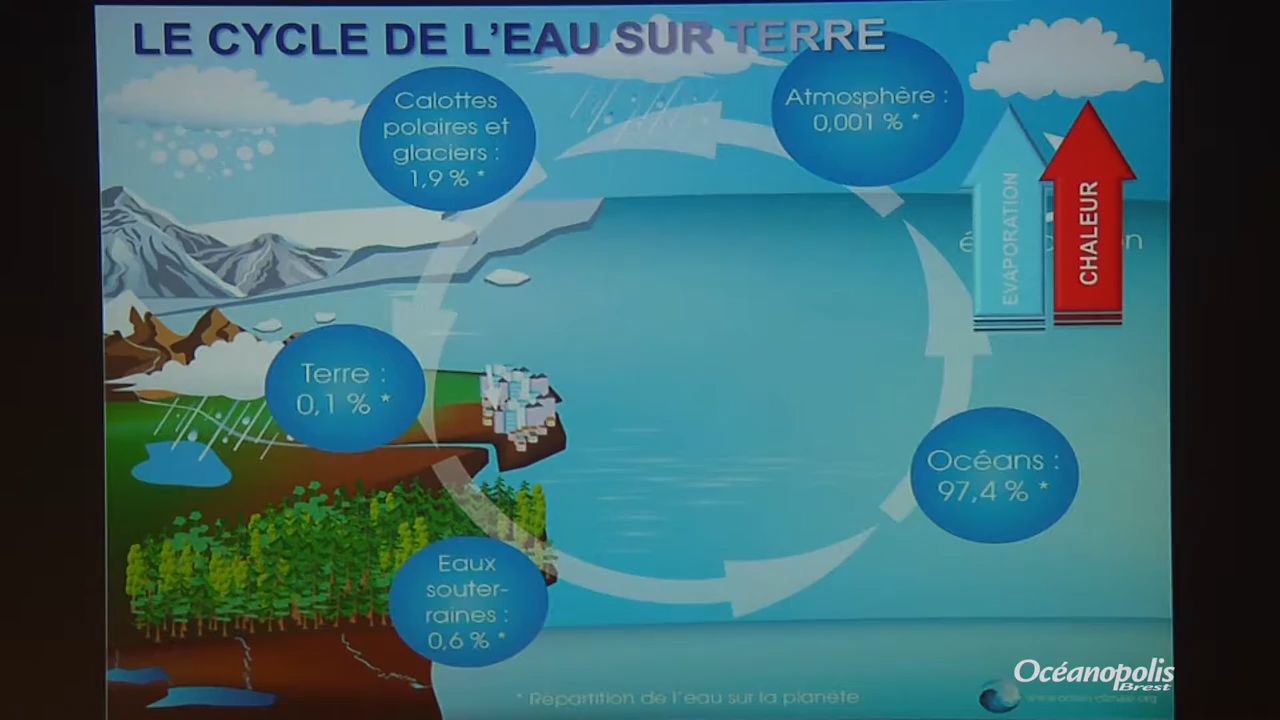 LE CYCLE DE L'EAU SUR TERRE
Calottes
polaires et
glaciers :
1,9 % *
Atmosphère :
0,001 % *
EVAPORATION
CHALEUR
Terre :
0,1 % *
Océans :
97,4 % *
Eaux
souter-
raines :
0,6 % *
* Répartition de l'eau sur la planète
Océanopolis
Brest